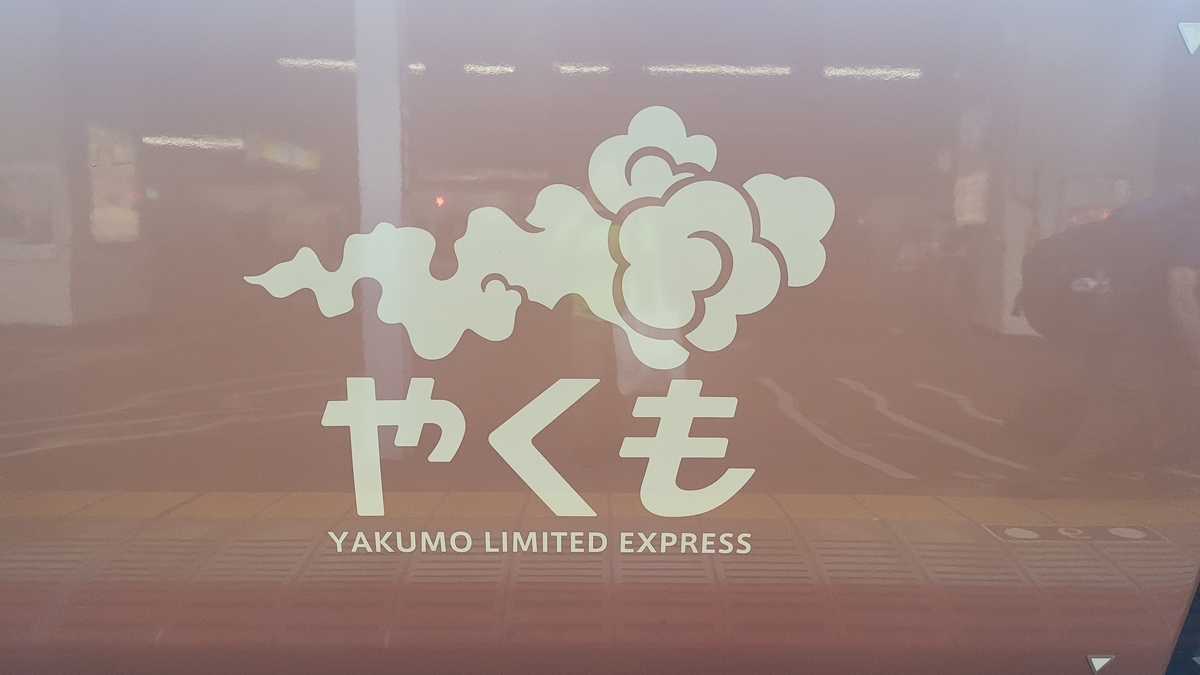 やくも
YAKUMO LIMITED EXPRESS